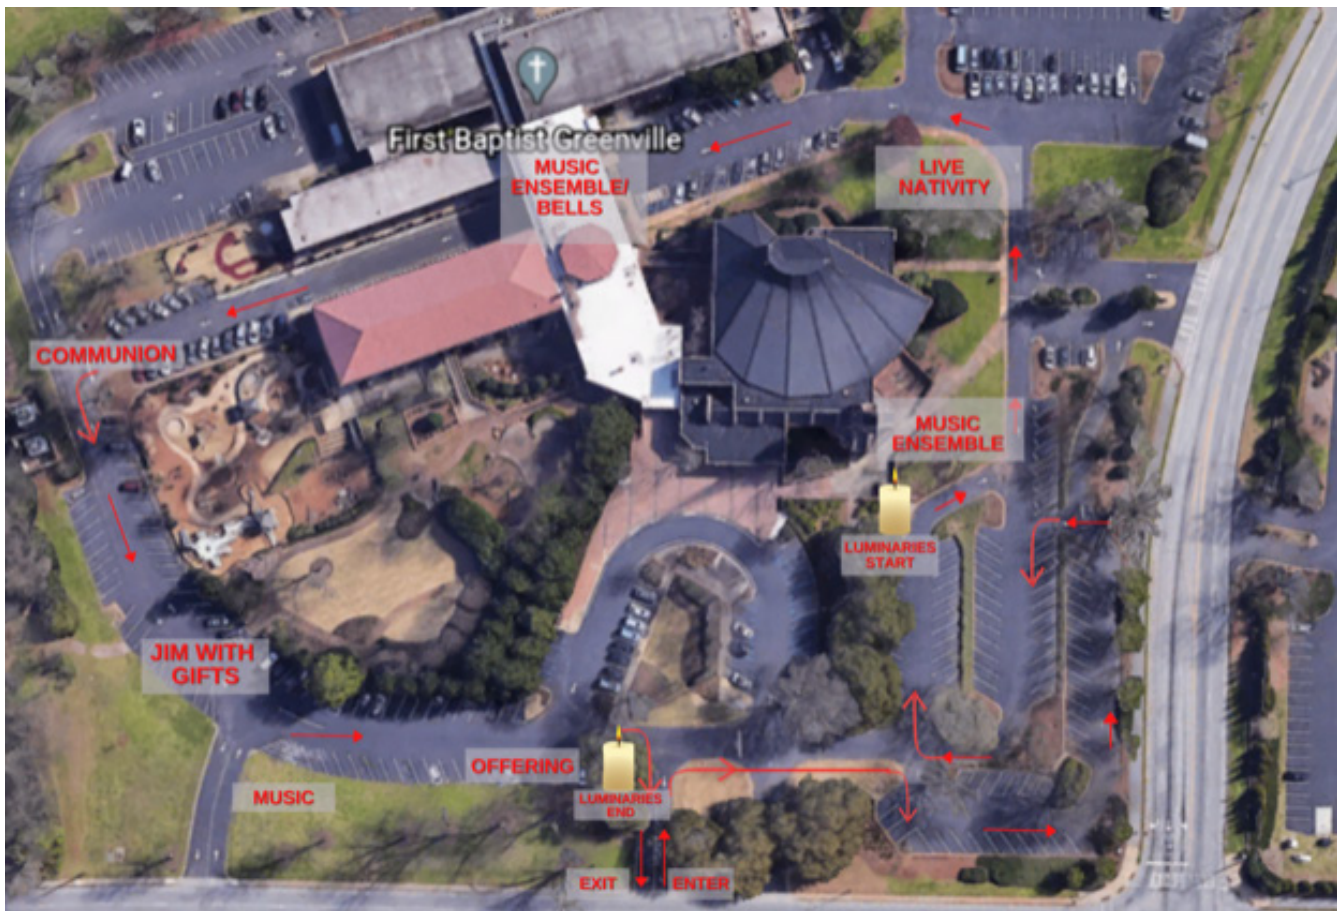 First Baptist Greenville
MUSIC
ENSEMBLE/
BELLS
LIVE
NATIVITY
COMMUNION
MUSIC
ENSEMBLE
LUMINARIES
START
JIM WITH
GIFTS
OFFERING
LUMINARIES
END
MUSIC
EXIT
ENTER